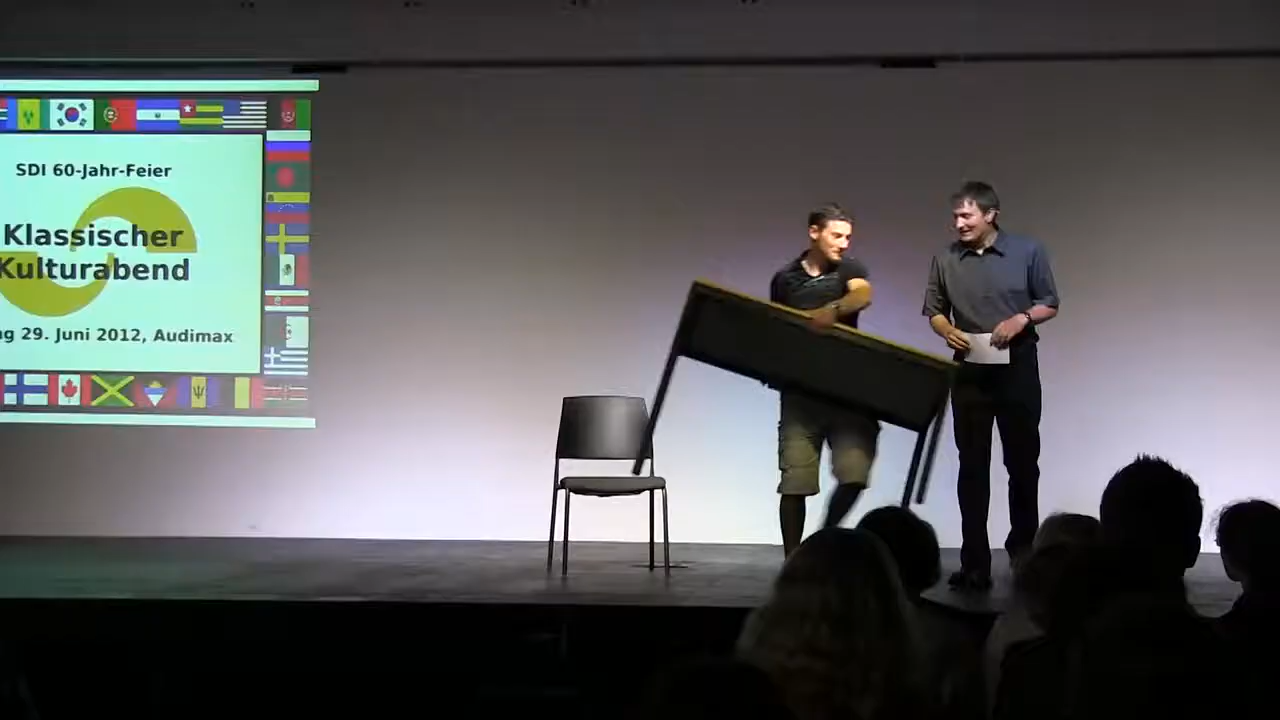 SDI 60-Jahr-Feier
Klassischer
Kulturabend
29. Juni 2012, Audimax